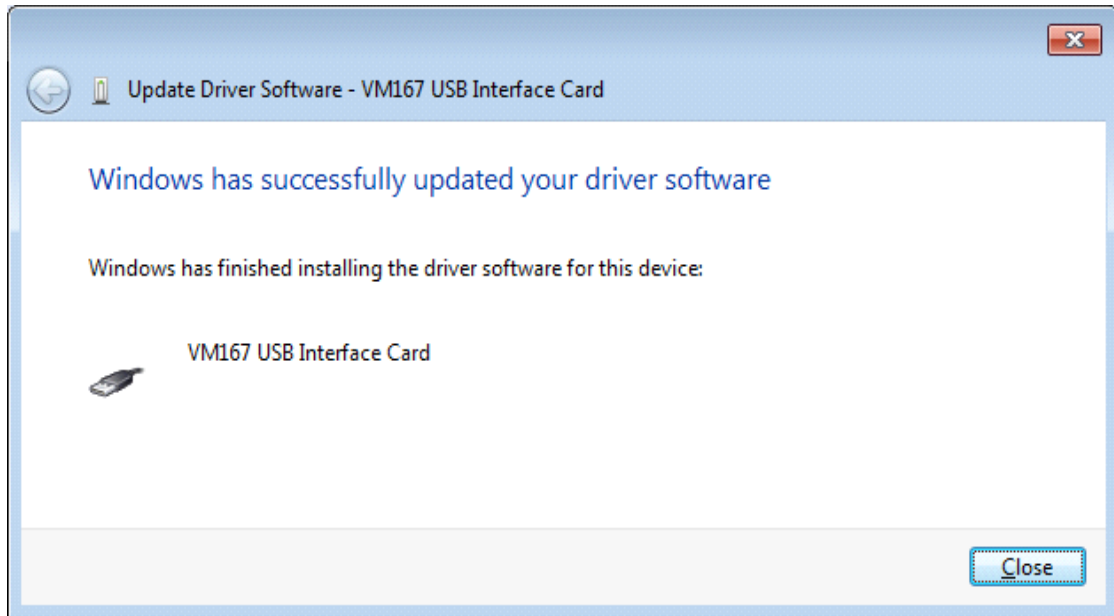 Update Driver Software - VM167 USB Interface Card
Windows has successfully updated your driver software
Windows has finished installing the driver software for this device:
VM167 USB Interface Card
Close